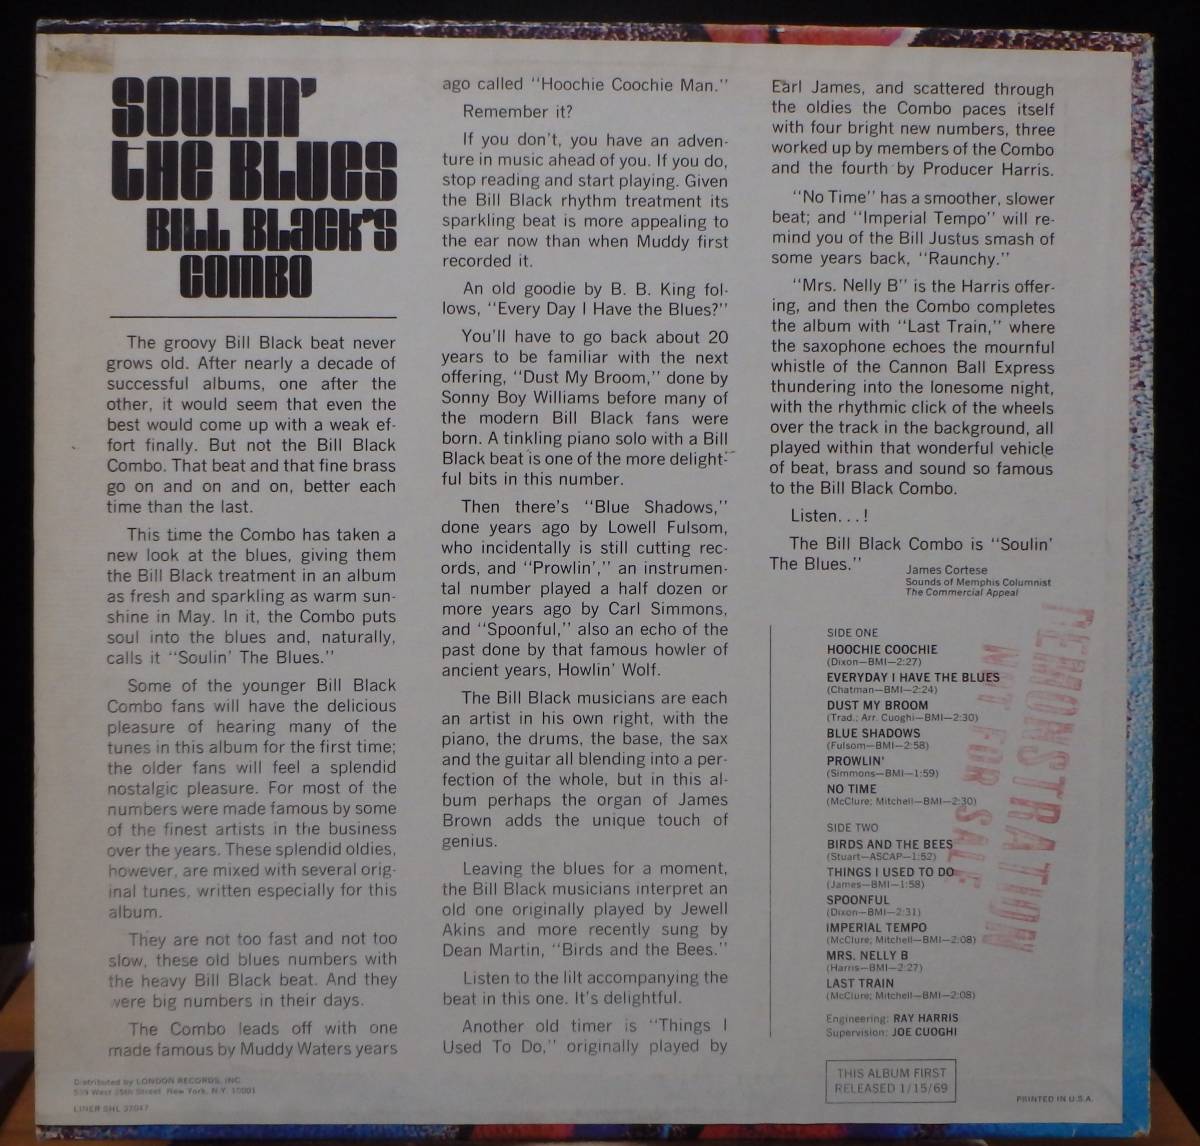 SOULIN'
THE BLUES
BILL BLACK'S
COMBO
The groovy Bill Black beat never
grows old. After nearly a decade of
successful albums, one after the
other, it would seem that even the
best would come up with a weak ef-
fort finally. But not the Bill Black
Combo. That beat and that fine brass
go on and on and on, better each
time than the last.
This time the Combo has taken a
new look at the blues, giving them
the Bill Black treatment in an album
as fresh and sparkling as warm sun-
shine in May. In it, the Combo puts
soul into the blues and, naturally,
calls it "Soulin' The Blues."
Some of the younger Bill Black
Combo fans will have the delicious
pleasure of hearing many of the
tunes in this album for the first time;
the older fans will feel a splendid
nostalgic pleasure. For most of the
numbers were made famous by some
of the finest artists in the business
over the years. These splendid oldies,
however, are mixed with several orig-
inal tunes, written especially for this
album.
They are not too fast and not too
slow, these old blues numbers with
the heavy Bill Black beat. And they
were big numbers in their days.
The Combo leads off with one
made famous by Muddy Waters years
ago called "Hoochie Coochie Man."
Remember it?
If you don't, you have an adven-
ture in music ahead of you. If you do,
stop reading and start playing. Given
the Bill Black rhythm treatment its
sparkling beat is more appealing to
the ear now than when Muddy first
recorded it.
An old goodie by B. B. King fol-
lows, "Every Day I Have the Blues?"
You'll have to go back about 20
years to be familiar with the next
offering, "Dust My Broom," done by
Sonny Boy Williams before many of
the modern Bill Black fans were
born. A tinkling piano solo with a Bill
Black beat is one of the more delight-
ful bits in this number.
Then there's "Blue Shadows,"
done years ago by Lowell Fulsom,
who incidentally is still cutting rec-
ords, and "Prowlin'," an instrumen-
tal number played a half dozen or
more years ago by Carl Simmons,
and "Spoonful," also an echo of the
past done by that famous howler of
ancient years, Howlin' Wolf.
The Bill Black musicians are each
an artist in his own right, with the
piano, the drums, the base, the sax
and the guitar all blending into a per-
fection of the whole, but in this al-
bum perhaps the organ of James
Brown adds the unique touch of
genius.
Leaving the blues for a moment,
the Bill Black musicians interpret an
old one originally played by Jewell
Akins and more recently sung by
Dean Martin, "Birds and the Bees."
Listen to the lilt accompanying the
beat in this one. It's delightful.
Another old timer is "Things I
Used To Do," originally played by
Earl James, and scattered through
the oldies the Combo paces itself
with four bright new numbers, three
worked up by members of the Combo
and the fourth by Producer Harris.
"No Time" has a smoother, slower
beat; and "Imperial Tempo" will re-
mind you of the Bill Justus smash of
some years back, "Raunchy."
"Mrs. Nelly B" is the Harris offer-
ing, and then the Combo completes
the album with "Last Train," where
the saxophone echoes the mournful
whistle of the Cannon Ball Express
thundering into the lonesome night,
with the rhythmic click of the wheels
over the track in the background, all
played within that wonderful vehicle
of beat, brass and sound so famous
to the Bill Black Combo.
Listen...!
The Bill Black Combo is "Soulin'
The Blues."
James Cortese
Sounds of Memphis Columnist
The Commercial Appeal
SIDE ONE
HOOCHIE COOCHIE
(Dixon—BMI—2:27)
EVERYDAY I HAVE THE BLUES
(Chatman—BMI—2:24)
DUST MY BROOM
(Trad.; Arr. Cuoghi—BMI—2:30)
BLUE SHADOWS
(Fulsom—BMI—2:58)
PROWLIN'
(Simmons—BMI—1:59)
NO TIME
(McClure; Mitchell—BMI—2:30)
SIDE TWO
BIRDS AND THE BEES
(Stuart—ASCAP—1:52)
THINGS I USED TO DO
(James—BMI—1:58)
SPOONFUL
(Dixon—BMI—2:31)
IMPERIAL TEMPO
(McClure; Mitchell—BMI—2:08)
MRS. NELLY B
(Harris—BMI—2:27)
LAST TRAIN
(McClure; Mitchell—BMI—2:08)
Engineering: RAY HARRIS
Supervision: JOE CUOGHI
DEMONSTRATION
NOT FOR SALE
THIS ALBUM FIRST
RELEASED 1/15/69
PRINTED IN U.S.A.
Distributed by LONDON RECORDS, INC.
539 West 25th Street, New York, N.Y. 10001
LINER SHL 32047